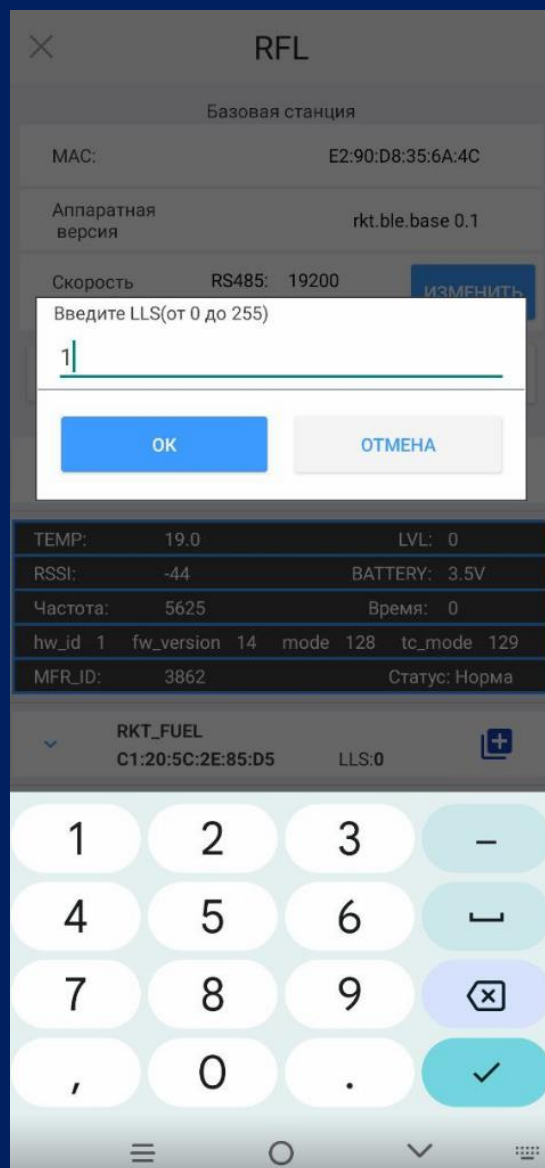 RFL
Базовая станция
MAC: E2:90:D8:35:6A:4C
Аппаратная версия rkt.ble.base 0.1
Скорость RS485: 19200 ИЗМЕНИТЬ
Введите LLS(от 0 до 255)
1
ОК ОТМЕНА
TEMP: 19.0 LVL: 0
RSSI: -44 BATTERY: 3.5V
Частота: 5625 Время: 0
hw_id 1 fw_version 14 mode 128 tc_mode 129
MFR_ID: 3862 Статус: Норма
RKT_FUEL
C1:20:5C:2E:85:D5 LLS:0
1 2 3 –
4 5 6
7 8 9
, 0 .